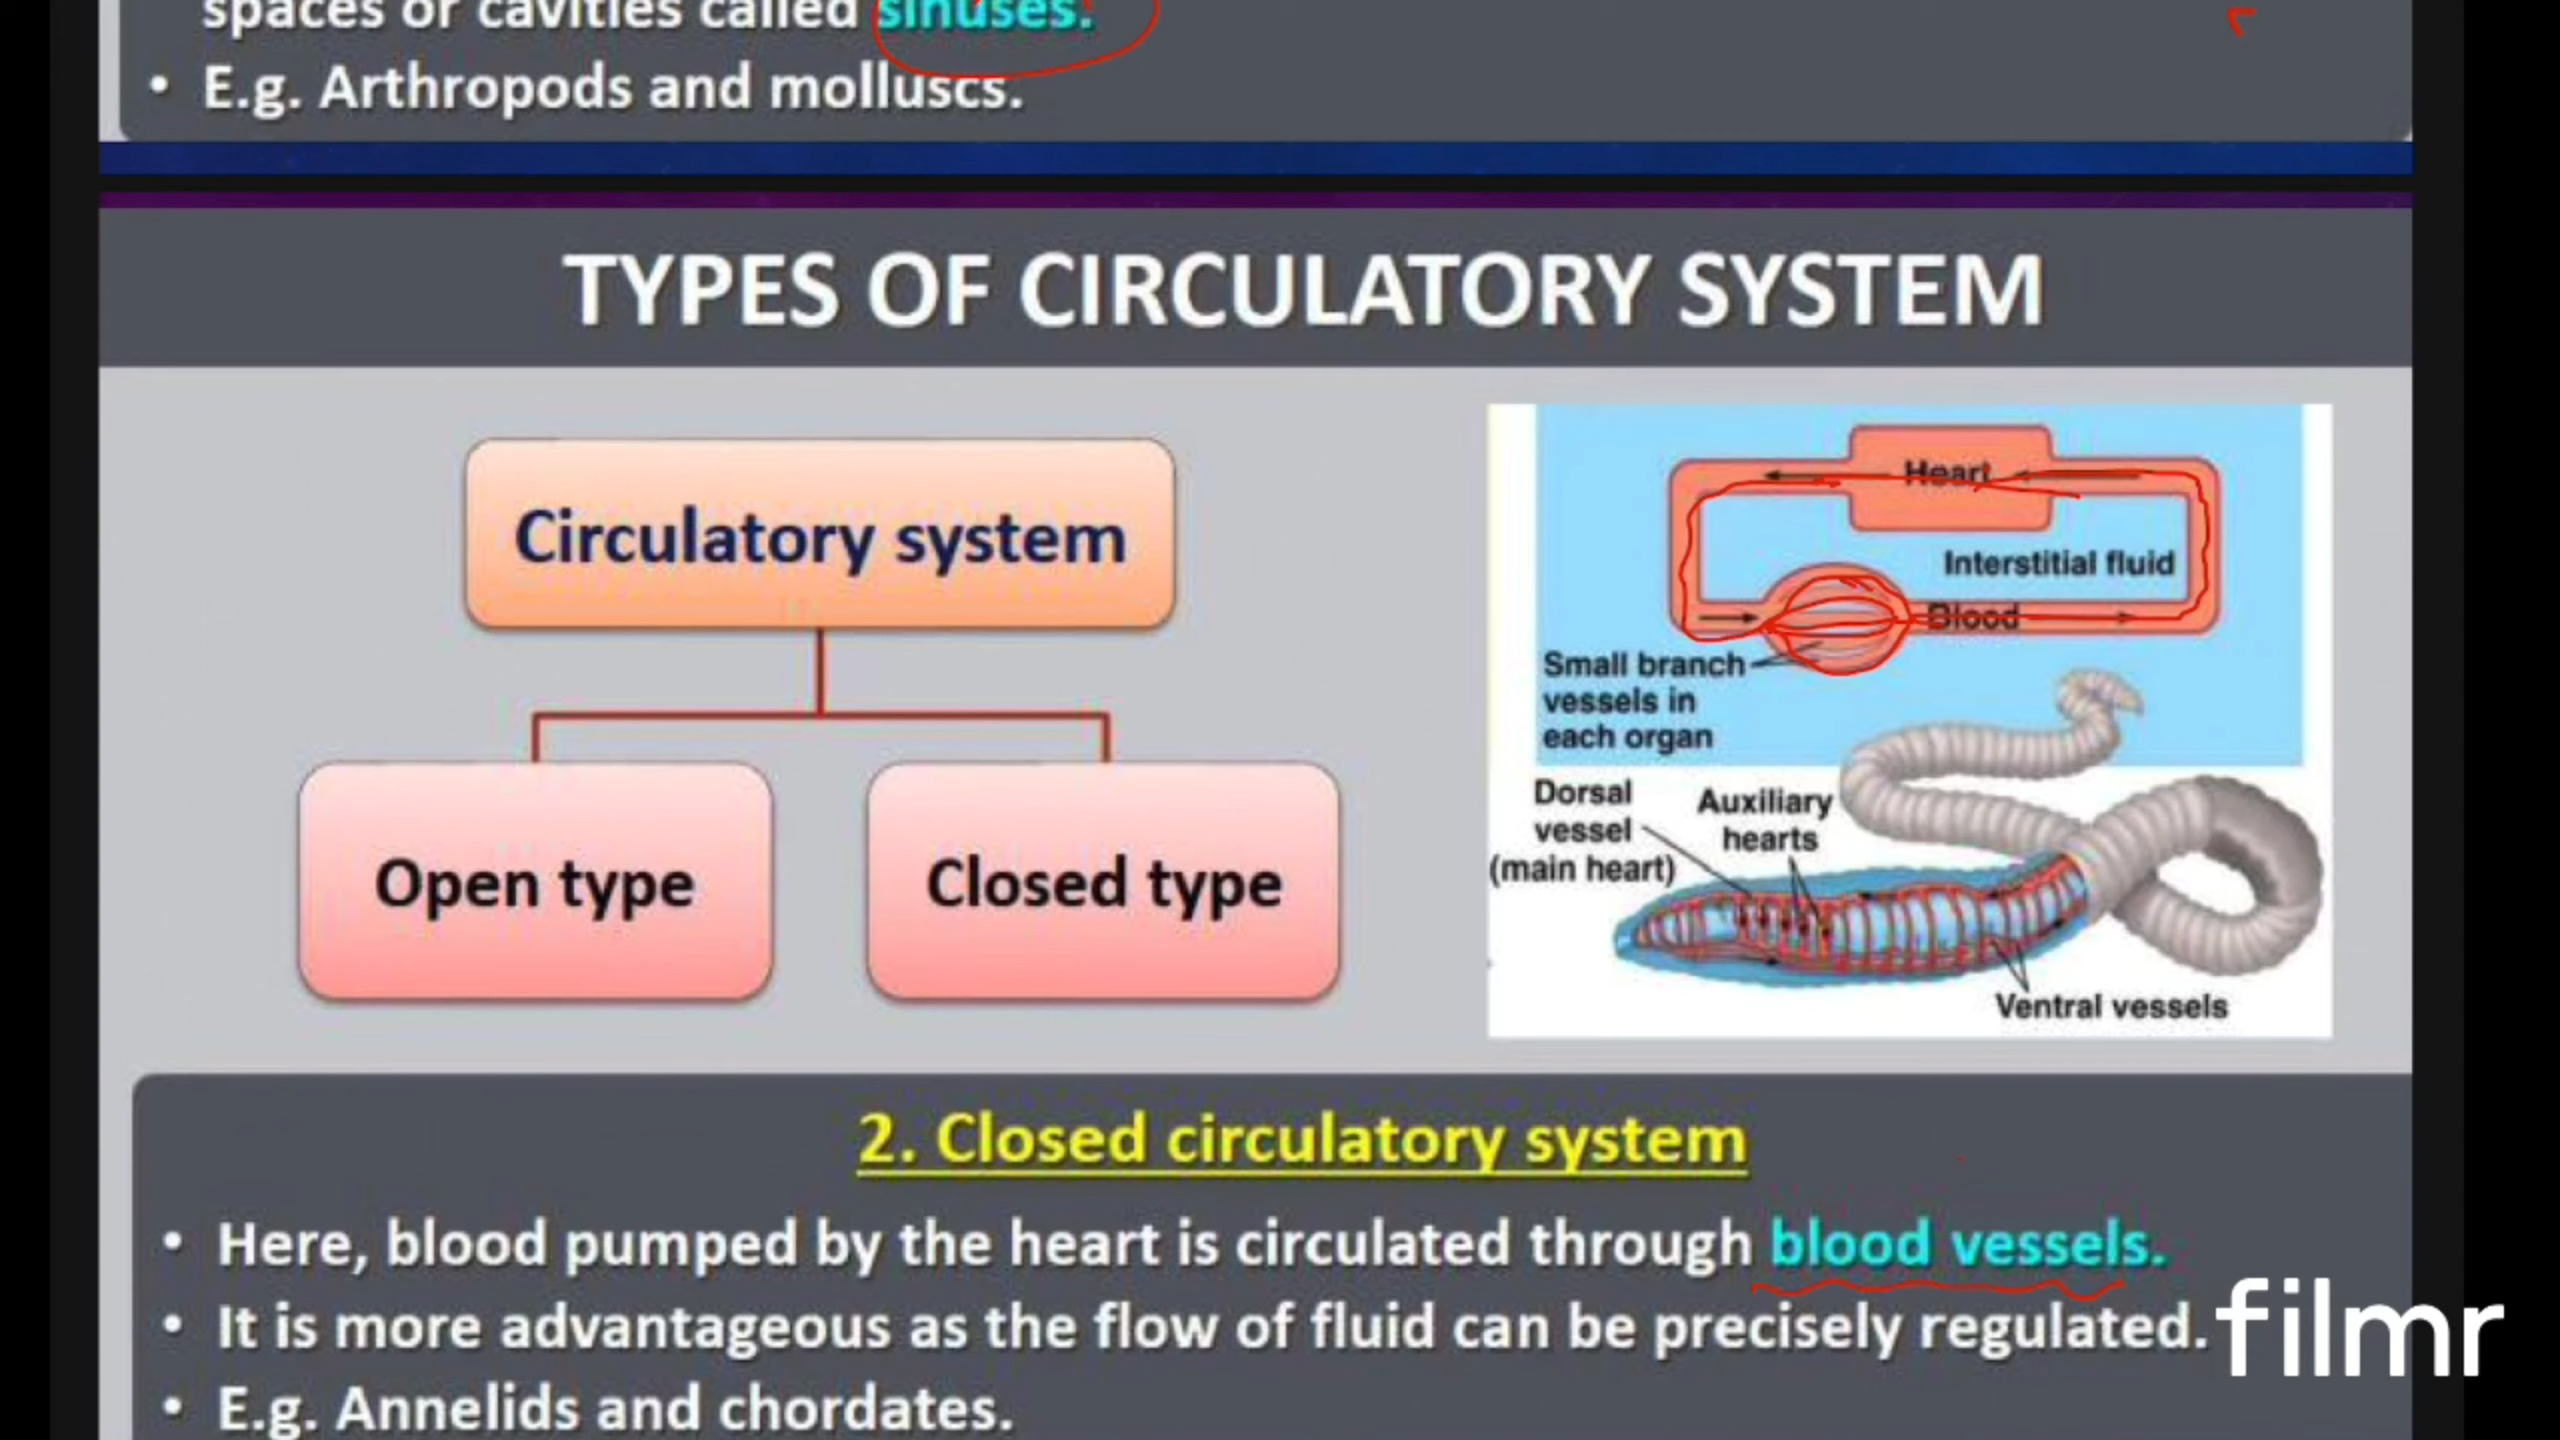 spaces or cavities called sinuses.
• E.g. Arthropods and molluscs.
TYPES OF CIRCULATORY SYSTEM
Circulatory system
Open type
Closed type
Heart
Interstitial fluid
Blood
Small branch
vessels in
each organ
Dorsal
vessel
(main heart)
Auxiliary
hearts
Ventral vessels
2. Closed circulatory system
• Here, blood pumped by the heart is circulated through blood vessels.
• It is more advantageous as the flow of fluid can be precisely regulated.
• E.g. Annelids and chordates.
filmr